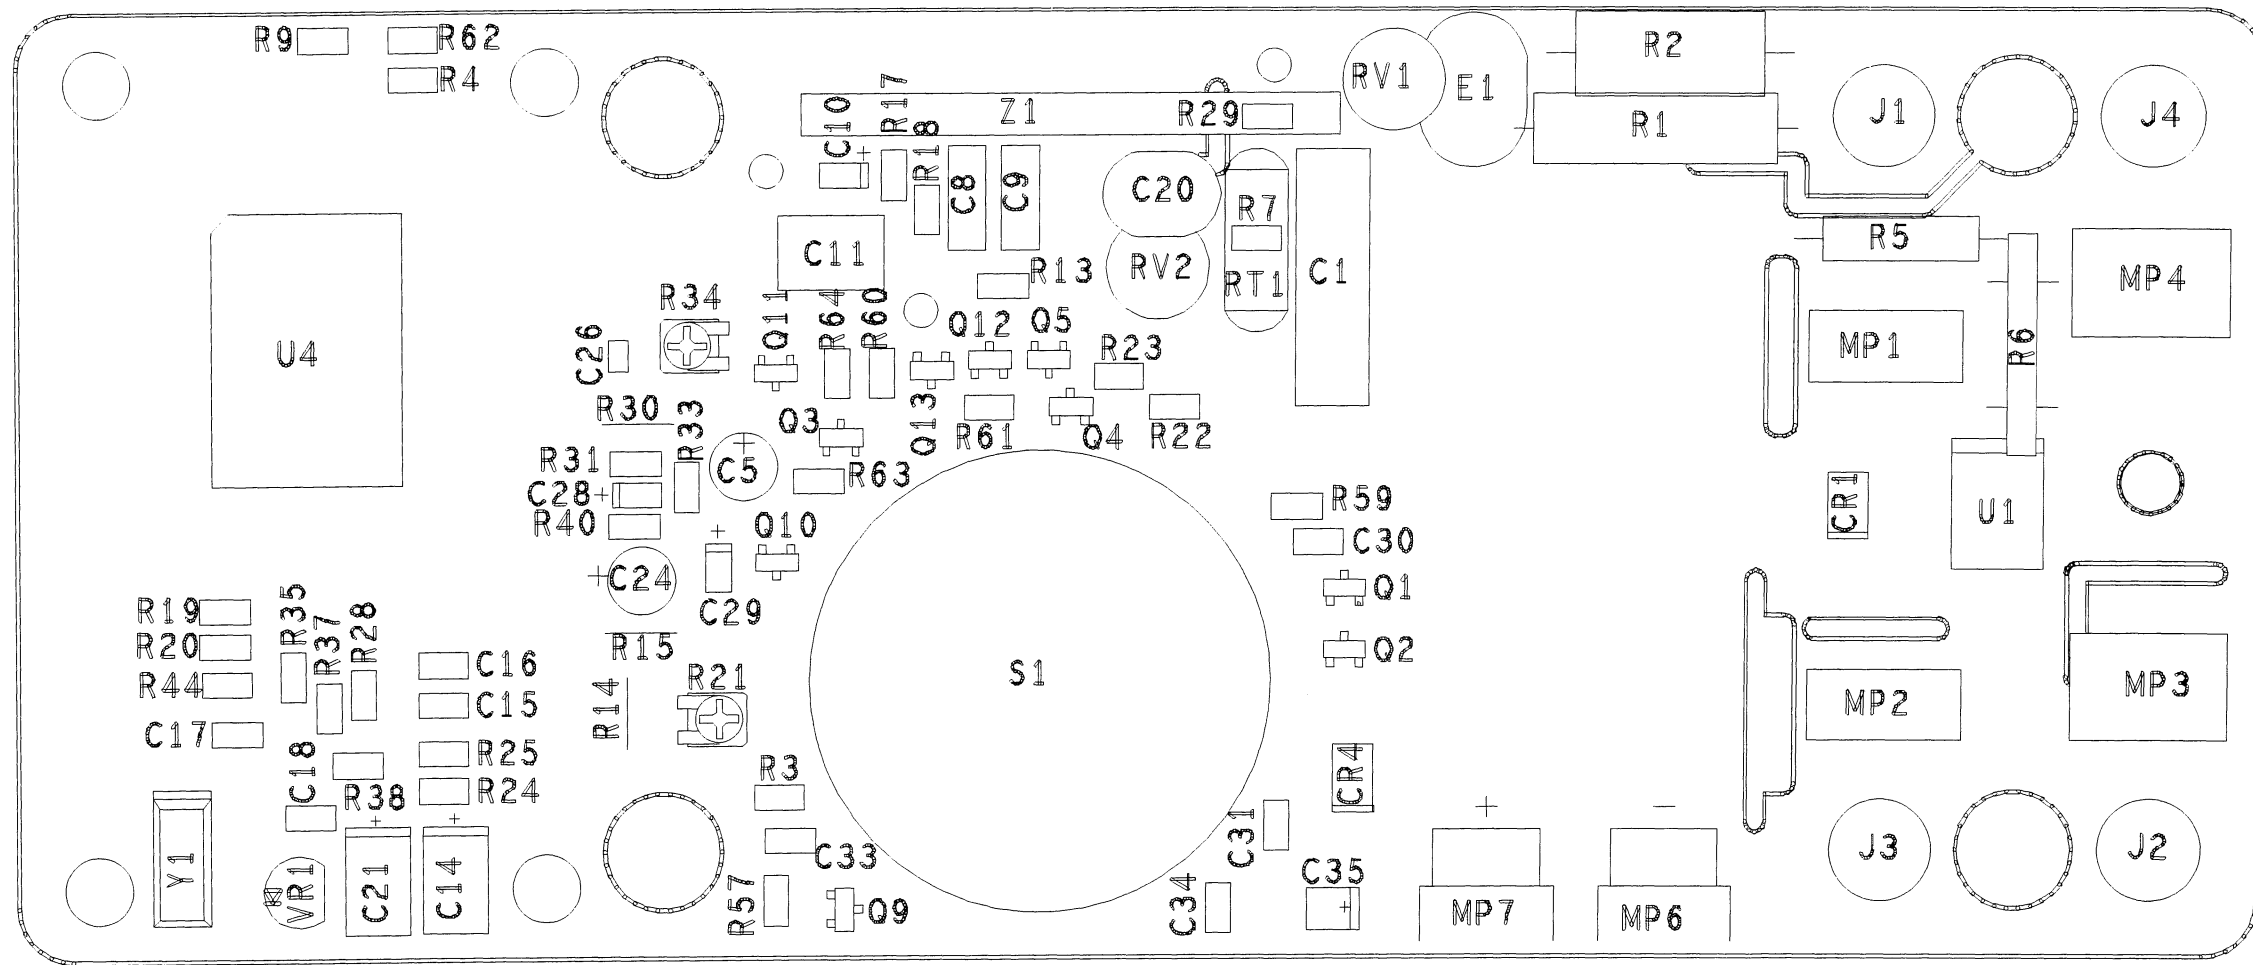 R9
R62
R4
R17
C10
R18
Z1
R29
RV1
E1
R2
R1
J1
J4
C8
C9
C20
R7
C11
RV2
RT1
C1
R13
R5
MP4
R34
Q11
R64
R60
Q12
Q5
R23
MP1
R6
U4
C26
R30
R33
Q3
Q13
R61
Q4
R22
R31
C5
R63
C28
R40
Q10
R59
C30
CR1
U1
C24
C29
Q1
R19
R20
R44
R35
R37
R28
C16
C15
R15
Q2
R14
R21
S1
MP2
MP3
C17
C18
R25
R24
R38
R3
CR4
C31
Y1
VR1
C21
C14
C33
R57
Q9
C34
C35
+
-
MP7
MP6
J3
J2